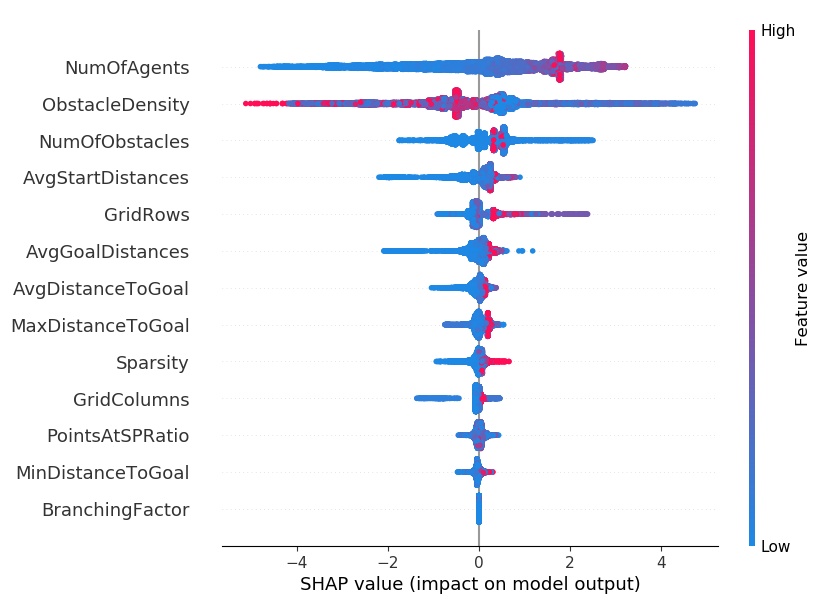 High
NumOfAgents
ObstacleDensity
NumOfObstacles
AvgStartDistances
GridRows
AvgGoalDistances
AvgDistanceToGoal
MaxDistanceToGoal
Sparsity
GridColumns
PointsAtSPRatio
MinDistanceToGoal
BranchingFactor
Feature value
Low
−4 −2 0 2 4
SHAP value (impact on model output)